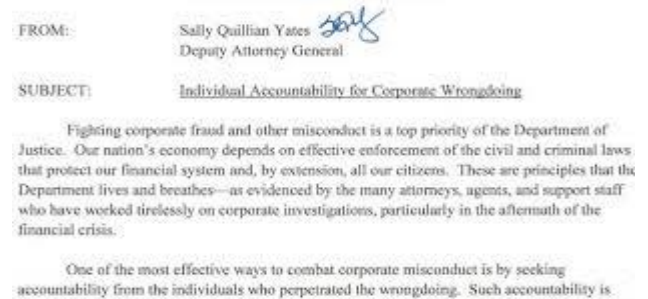 FROM: Sally Quillian Yates
Deputy Attorney General
SUBJECT: Individual Accountability for Corporate Wrongdoing
Fighting corporate fraud and other misconduct is a top priority of the Department of
Justice. Our nation's economy depends on effective enforcement of the civil and criminal laws
that protect our financial system and, by extension, all our citizens. These are principles that the
Department lives and breathes—as evidenced by the many attorneys, agents, and support staff
who have worked tirelessly on corporate investigations, particularly in the aftermath of the
financial crisis.
One of the most effective ways to combat corporate misconduct is by seeking
accountability from the individuals who perpetrated the wrongdoing. Such accountability is